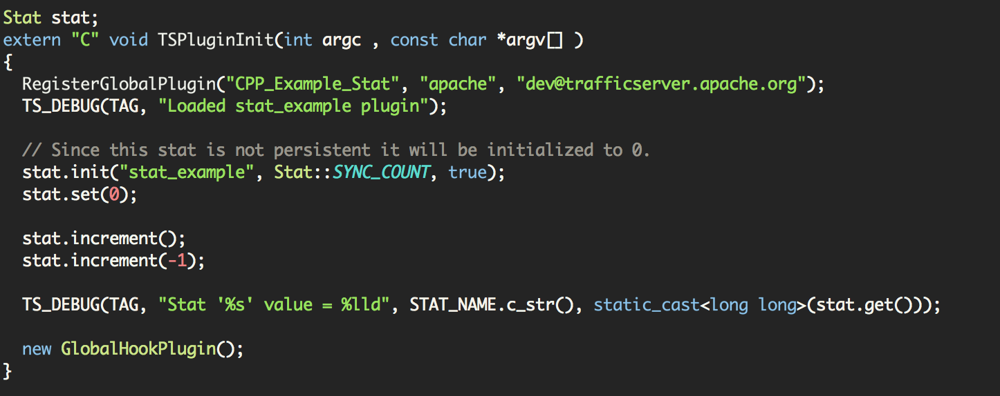 Stat stat;
extern "C" void TSPluginInit(int argc , const char *argv[] )
{
  RegisterGlobalPlugin("CPP_Example_Stat", "apache", "dev@trafficserver.apache.org");
  TS_DEBUG(TAG, "Loaded stat_example plugin");

  // Since this stat is not persistent it will be initialized to 0.
  stat.init("stat_example", Stat::SYNC_COUNT, true);
  stat.set(0);

  stat.increment();
  stat.increment(-1);

  TS_DEBUG(TAG, "Stat '%s' value = %lld", STAT_NAME.c_str(), static_cast<long long>(stat.get()));

  new GlobalHookPlugin();
}